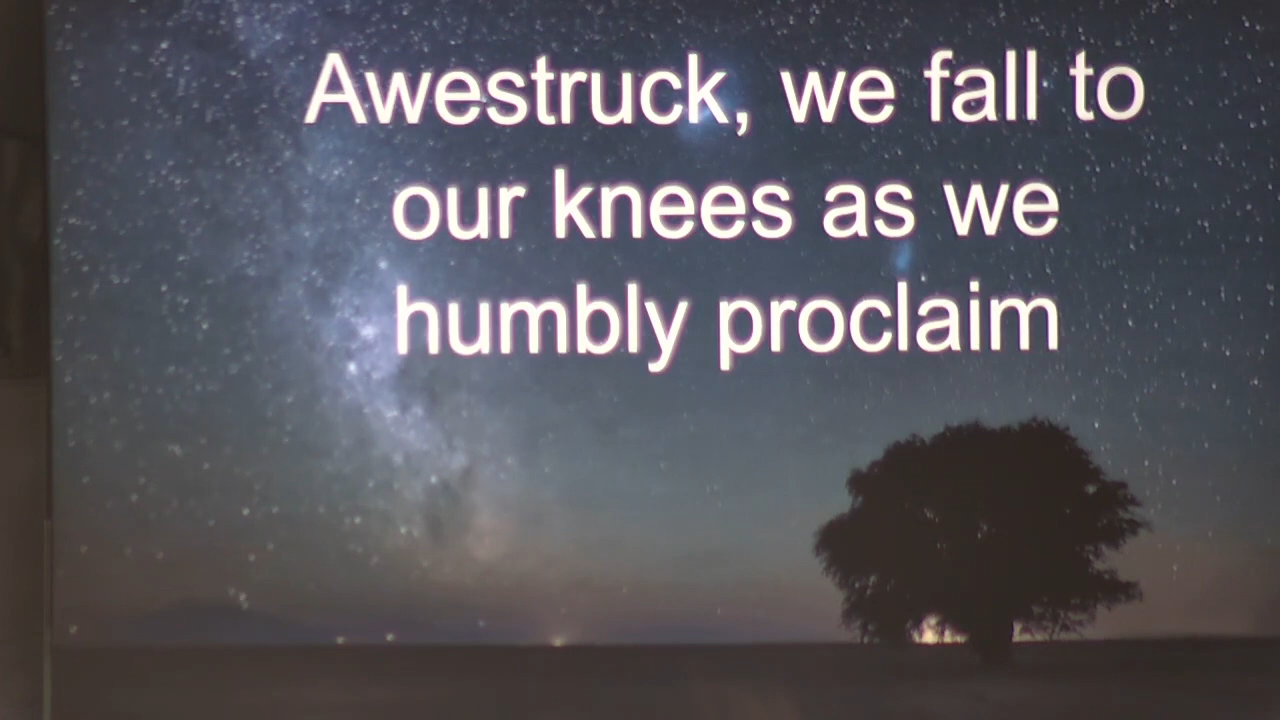 Awestruck, we fall to
our knees as we
humbly proclaim